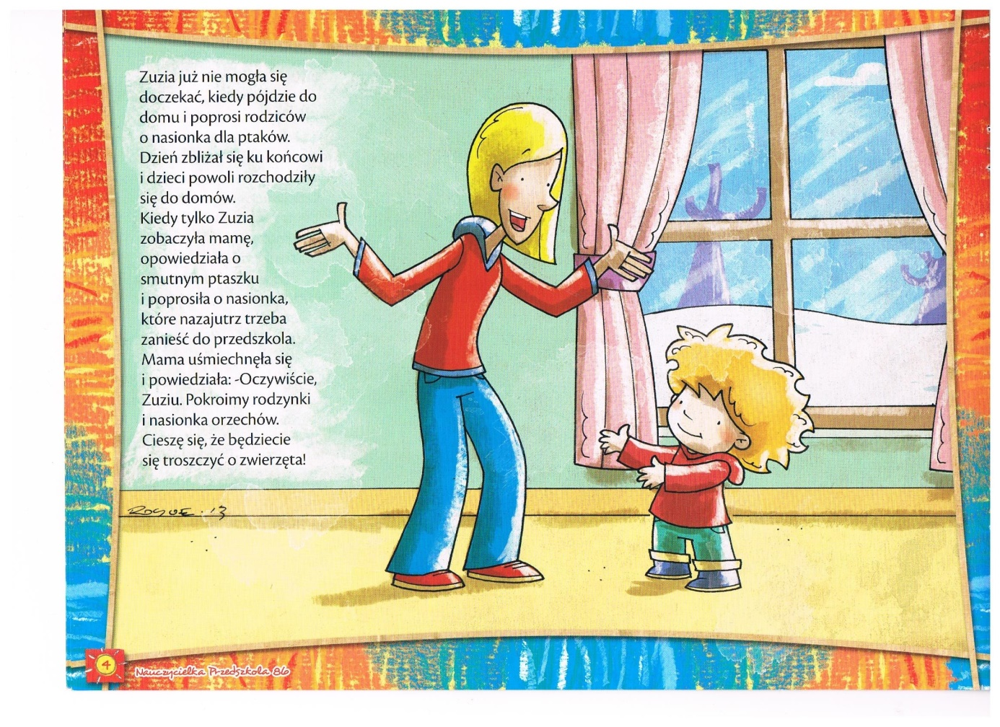 Zuzia już nie mogła się
doczekać, kiedy pójdzie do
domu i poprosi rodziców
o nasionka dla ptaków.
Dzień zbliżał się ku końcowi
i dzieci powoli rozchodziły
się do domów.
Kiedy tylko Zuzia
zobaczyła mamę,
opowiedziała o
smutnym ptaszku
i poprosiła o nasionka,
które nazajutrz trzeba
zanieść do przedszkola.
Mama uśmiechnęła się
i powiedziała: -Oczywiście,
Zuziu. Pokroimy rodzynki
i nasionka orzechów.
Cieszę się, że będziecie
się troszczyć o zwierzęta!
ROGUE. 13
4
Nauczycielka Przedszkola 86